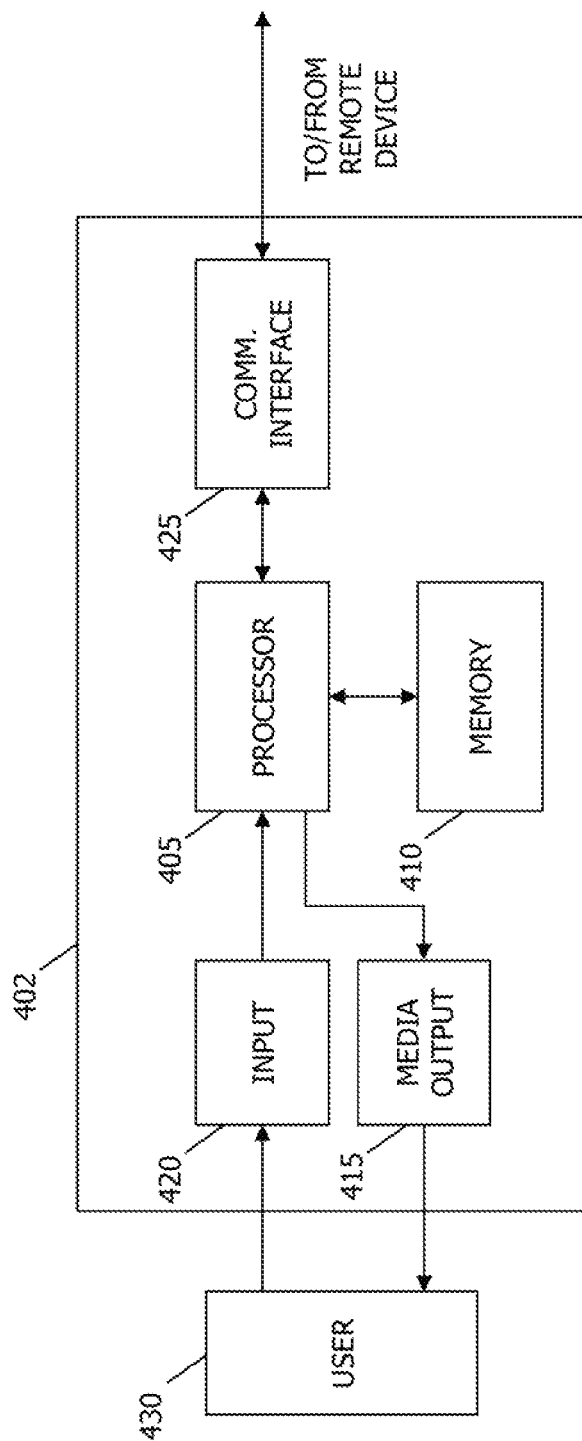 402
430
USER
420
INPUT
415
MEDIA
OUTPUT
405
PROCESSOR
410
MEMORY
425
COMM.
INTERFACE
TO/FROM
REMOTE
DEVICE